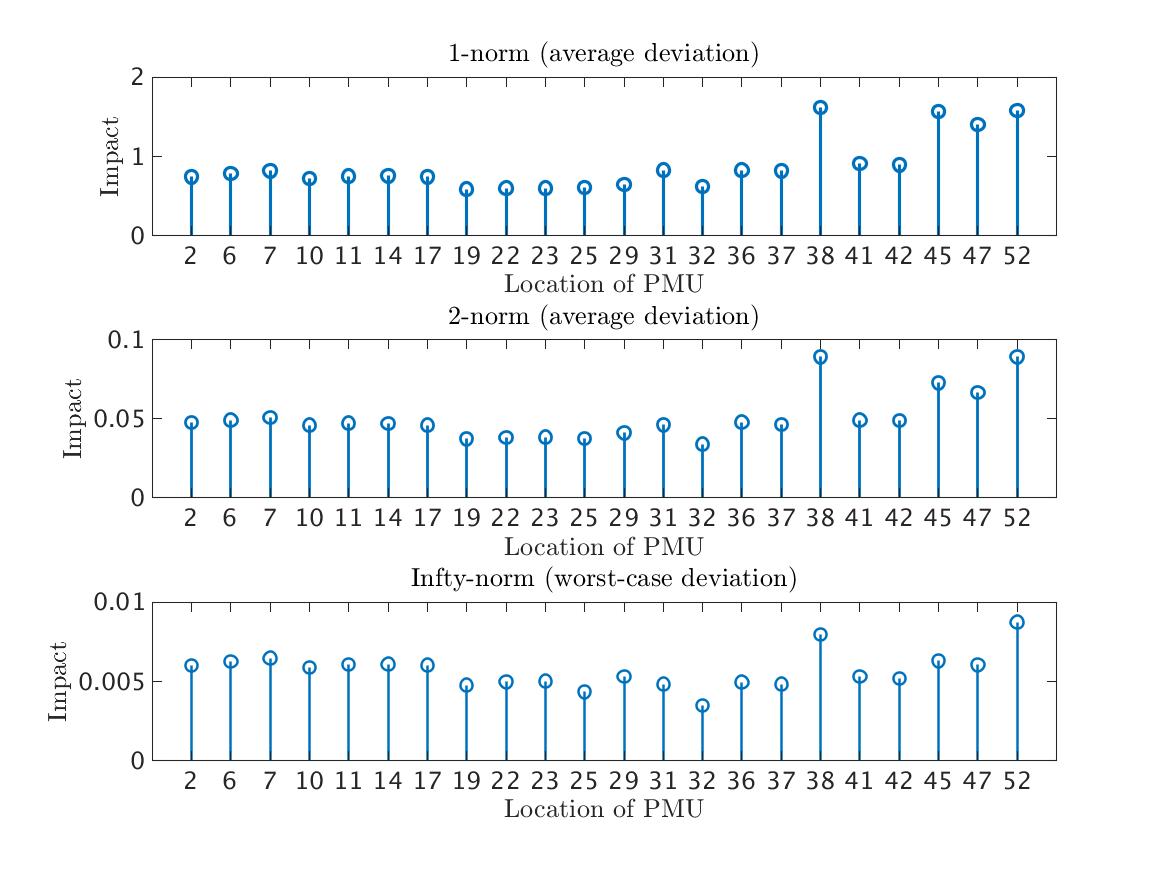 1-norm (average deviation)
2
1
0
Impact
2 6 7 10 11 14 17 19 22 23 25 29 31 32 36 37 38 41 42 45 47 52
Location of PMU
2-norm (average deviation)
0.1
0.05
0
Impact
2 6 7 10 11 14 17 19 22 23 25 29 31 32 36 37 38 41 42 45 47 52
Location of PMU
Infty-norm (worst-case deviation)
0.01
0.005
0
Impact
2 6 7 10 11 14 17 19 22 23 25 29 31 32 36 37 38 41 42 45 47 52
Location of PMU